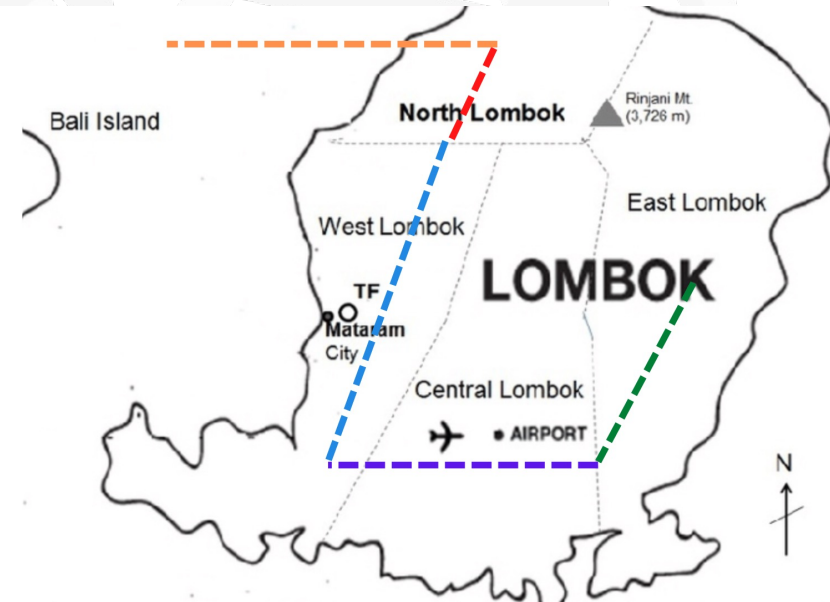 Bali Island
North Lombok
Rinjani Mt.
(3,726 m)
East Lombok
West Lombok
LOMBOK
TF
Mataram
City
Central Lombok
AIRPORT
N